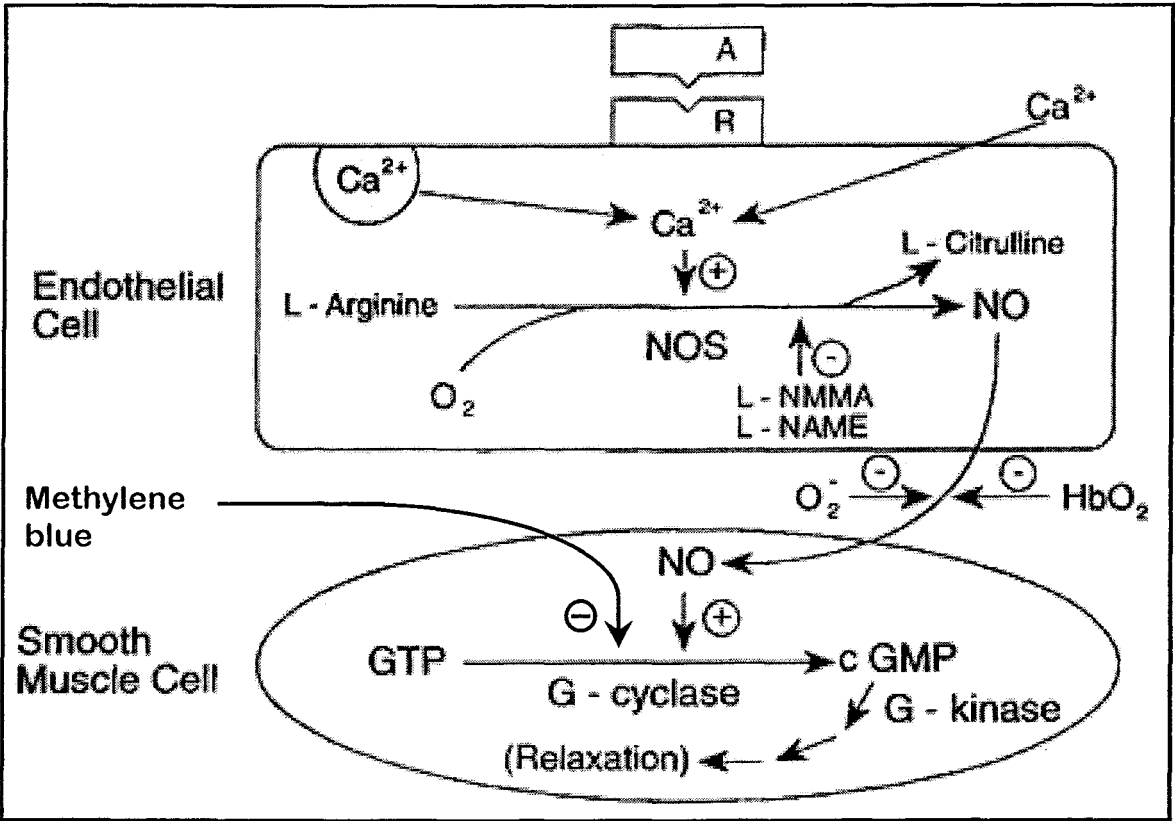 A
R
Ca²⁺
Ca²⁺
Ca²⁺
L - Citrulline
+
Endothelial
Cell
L - Arginine
NO
NOS
-
O₂
L - NMMA
L - NAME
-
-
Methylene
blue
O₂⁻
HbO₂
NO
-
+
Smooth
Muscle Cell
GTP
c GMP
G - cyclase
G - kinase
(Relaxation)